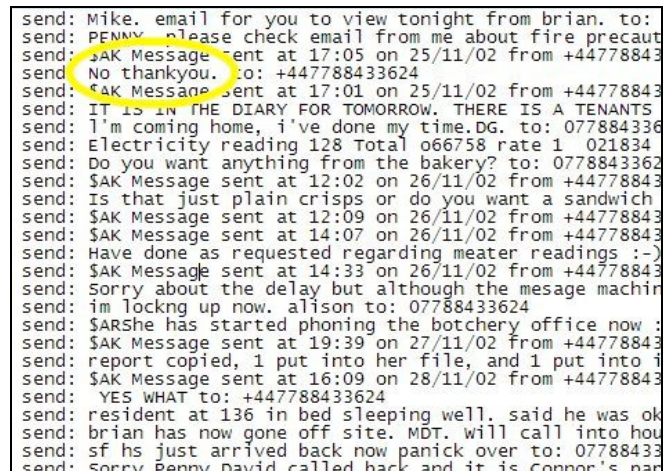 send: Mike. email for you to view tonight from brian. to:
send: PENNY please check email from me about fire precaut
send: $AK Message sent at 17:05 on 25/11/02 from +44778843
send: No thankyou. to: +447788433624
send: $AK Message sent at 17:01 on 25/11/02 from +44778843
send: IT IS IN THE DIARY FOR TOMORROW. THERE IS A TENANTS
send: l'm coming home, i've done my time.DG. to: 077884336
send: Electricity reading 128 Total o66758 rate 1 021834
send: Do you want anything from the bakery? to: 0778843362
send: $AK Message sent at 12:02 on 26/11/02 from +44778843
send: Is that just plain crisps or do you want a sandwich
send: $AK Message sent at 12:09 on 26/11/02 from +44778843
send: $AK Message sent at 14:07 on 26/11/02 from +44778843
send: Have done as requested regarding meater readings :-)
send: $AK Message sent at 14:33 on 26/11/02 from +44778843
send: Sorry about the delay but although the mesage machin
send: im lockng up now. alison to: 07788433624
send: $ARShe has started phoning the botchery office now :
send: $AK Message sent at 19:39 on 27/11/02 from +44778843
send: report copied, 1 put into her file, and 1 put into i
send: $AK Message sent at 16:09 on 28/11/02 from +44778843
send: YES WHAT to: +447788433624
send: resident at 136 in bed sleeping well. said he was ok
send: brian has now gone off site. MDT. Will call into hou
send: sf hs just arrived back now panick over to: 07788433
send: Sorry Penny David called back and it is Connor's pa